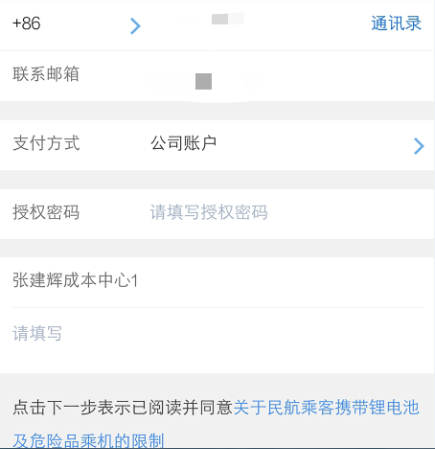 +86 通讯录
联系邮箱
支付方式 公司账户
授权密码 请填写授权密码
张建辉成本中心1
请填写
点击下一步表示已阅读并同意关于民航乘客携带锂电池
及危险品乘机的限制